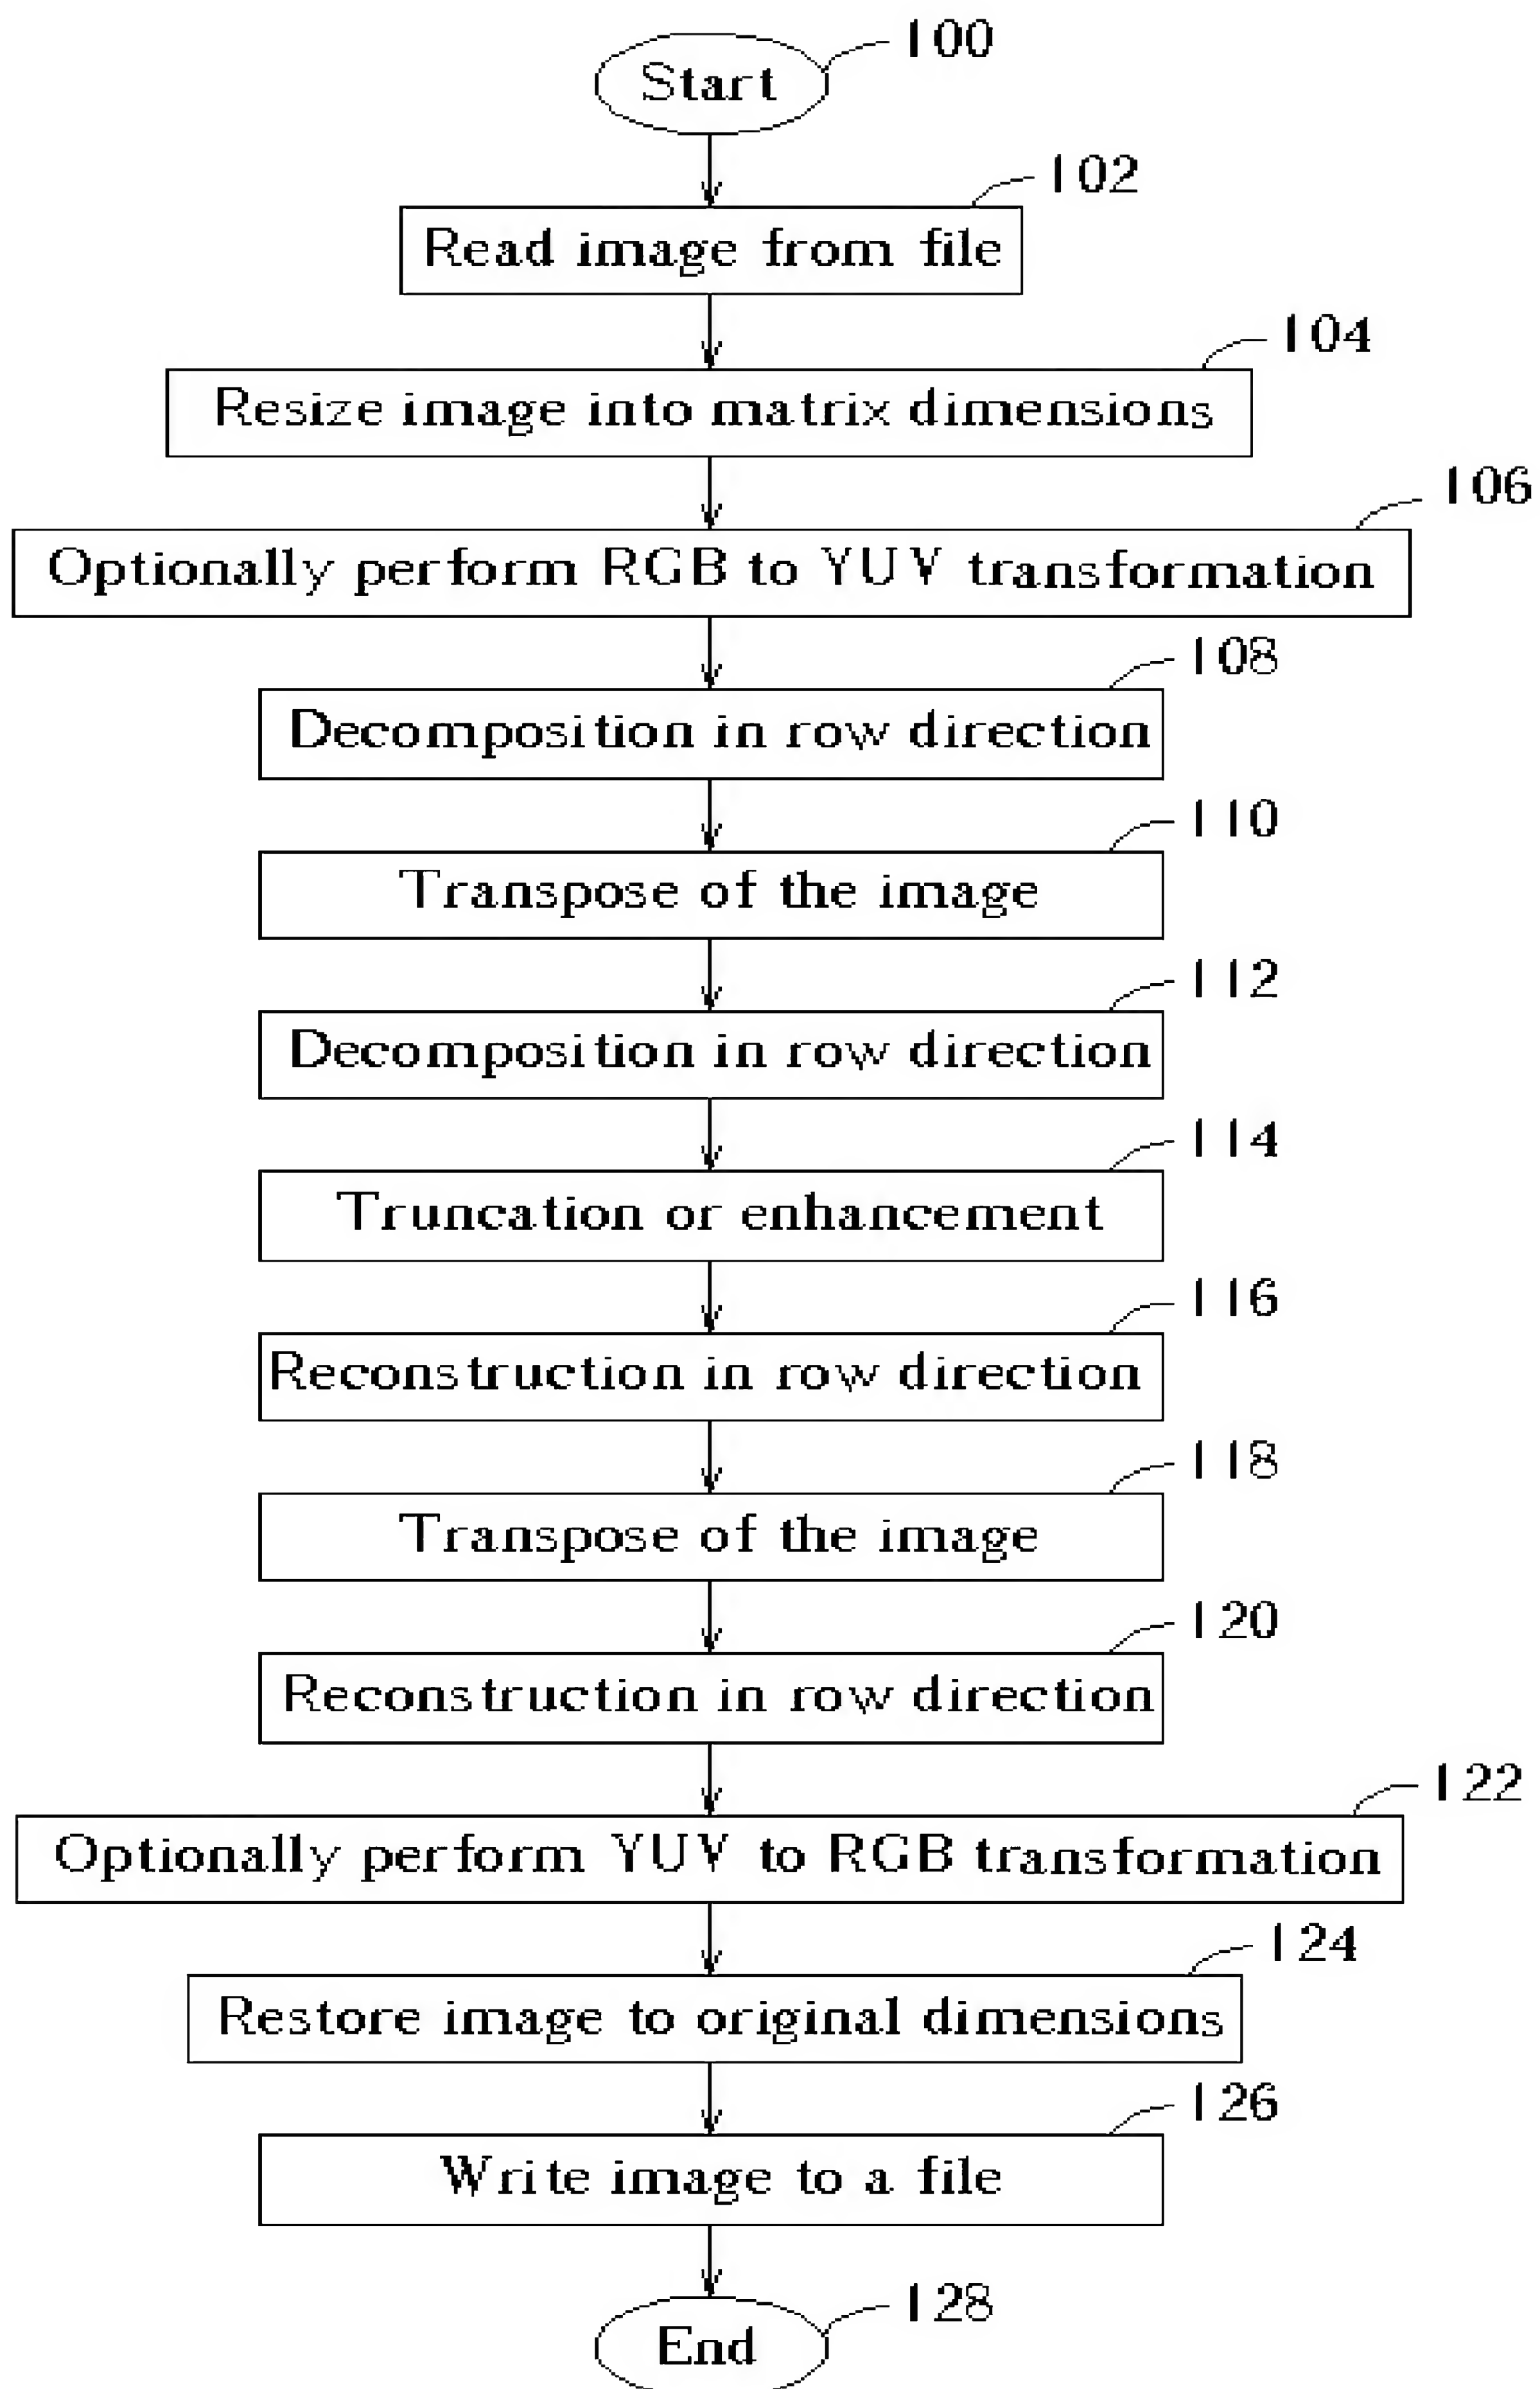 100
Start
102
Read image from file
104
Resize image into matrix dimensions
106
Optionally perform RGB to YUV transformation
108
Decomposition in row direction
110
Transpose of the image
112
Decomposition in row direction
114
Truncation or enhancement
116
Reconstruction in row direction
118
Transpose of the image
120
Reconstruction in row direction
122
Optionally perform YUV to RGB transformation
124
Restore image to original dimensions
126
Write image to a file
128
End